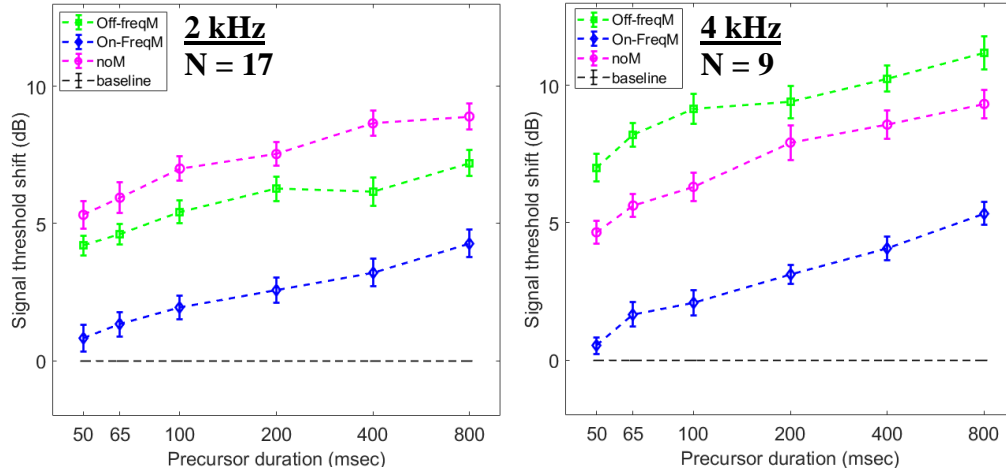 Off-freqM
On-FreqM
noM
baseline
2 kHz
N = 17
10
5
0
Signal threshold shift (dB)
50 65 100 200 400 800
Precursor duration (msec)
Off-freqM
On-FreqM
noM
baseline
4 kHz
N = 9
10
5
0
Signal threshold shift (dB)
50 65 100 200 400 800
Precursor duration (msec)